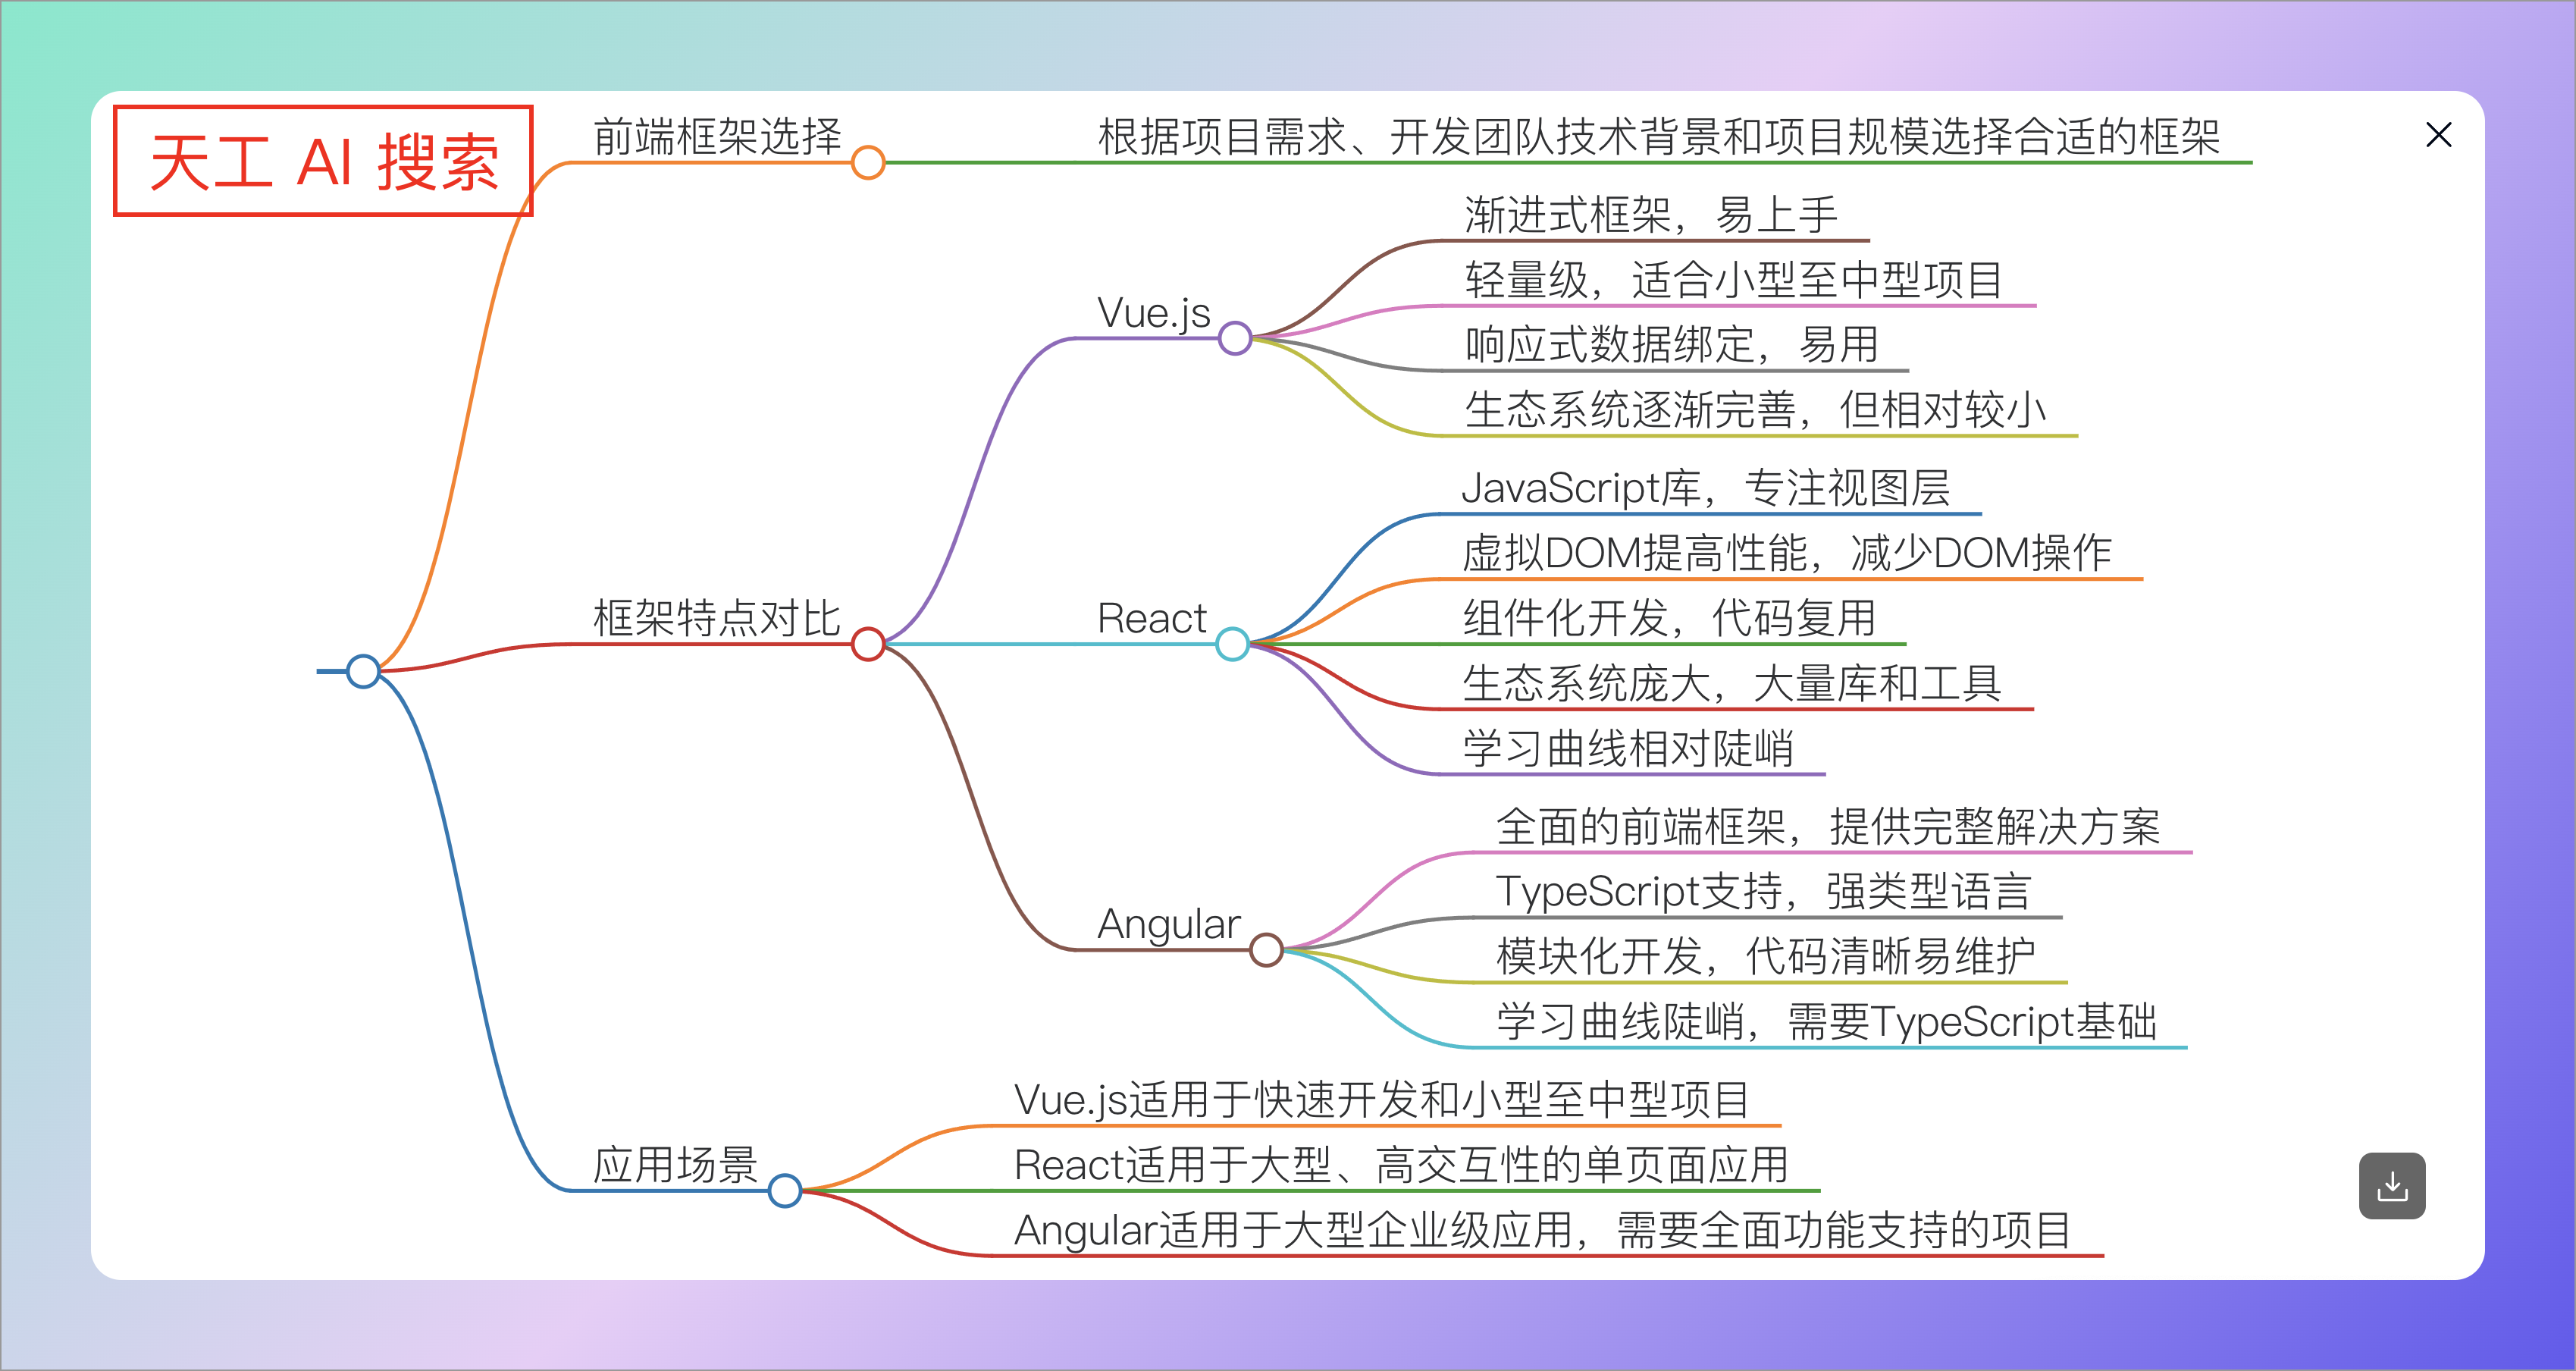 天工 AI 搜索
前端框架选择
根据项目需求、开发团队技术背景和项目规模选择合适的框架
框架特点对比
Vue.js
渐进式框架，易上手
轻量级，适合小型至中型项目
响应式数据绑定，易用
生态系统逐渐完善，但相对较小
React
JavaScript库，专注视图层
虚拟DOM提高性能，减少DOM操作
组件化开发，代码复用
生态系统庞大，大量库和工具
学习曲线相对陡峭
Angular
全面的前端框架，提供完整解决方案
TypeScript支持，强类型语言
模块化开发，代码清晰易维护
学习曲线陡峭，需要TypeScript基础
应用场景
Vue.js适用于快速开发和小型至中型项目
React适用于大型、高交互性的单页面应用
Angular适用于大型企业级应用，需要全面功能支持的项目